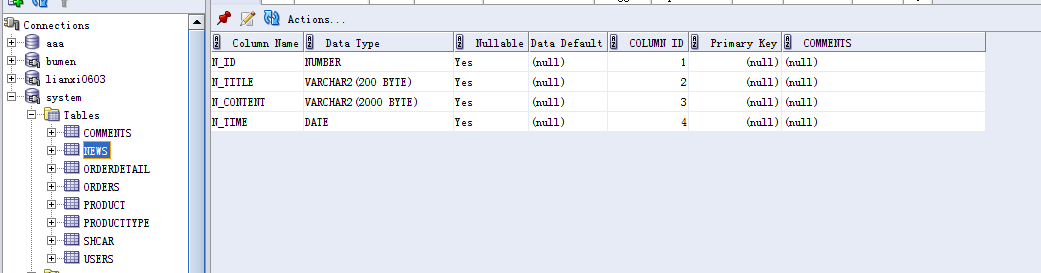 Connections
aaa
bumen
lianxi0603
system
Tables
COMMENTS
NEWS
ORDERDETAIL
ORDERS
PRODUCT
PRODUCTTYPE
SHCAR
USERS
Actions...
Column Name Data Type Nullable Data Default COLUMN ID Primary Key COMMENTS
N_ID NUMBER Yes (null) 1 (null) (null)
N_TITLE VARCHAR2(200 BYTE) Yes (null) 2 (null) (null)
N_CONTENT VARCHAR2(2000 BYTE) Yes (null) 3 (null) (null)
N_TIME DATE Yes (null) 4 (null) (null)